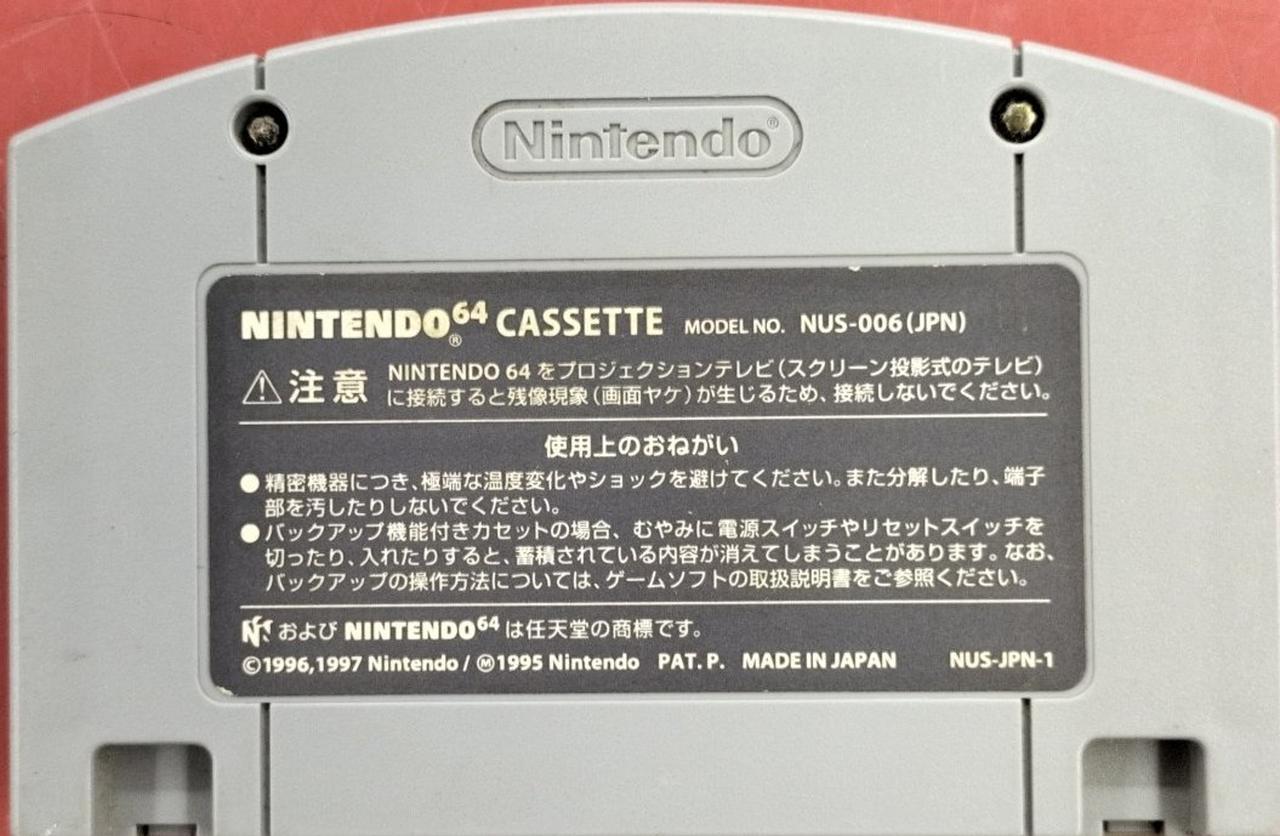 Nintendo®
NINTENDO64® CASSETTE MODEL NO. NUS-006(JPN)
⚠注意 NINTENDO 64をプロジェクションテレビ(スクリーン投影式のテレビ)
に接続すると残像現象(画面ヤケ)が生じるため、接続しないでください。
使用上のおねがい
●精密機器につき、極端な温度変化やショックを避けてください。また分解したり、端子
部を汚したりしないでください。
●バックアップ機能付きカセットの場合、むやみに電源スイッチやリセットスイッチを
切ったり、入れたりすると、蓄積されている内容が消えてしまうことがあります。なお、
バックアップの操作方法については、ゲームソフトの取扱説明書をご参照ください。
および NINTENDO64 は任天堂の商標です。
©1996,1997 Nintendo / Ⓜ1995 Nintendo PAT. P. MADE IN JAPAN NUS-JPN-1